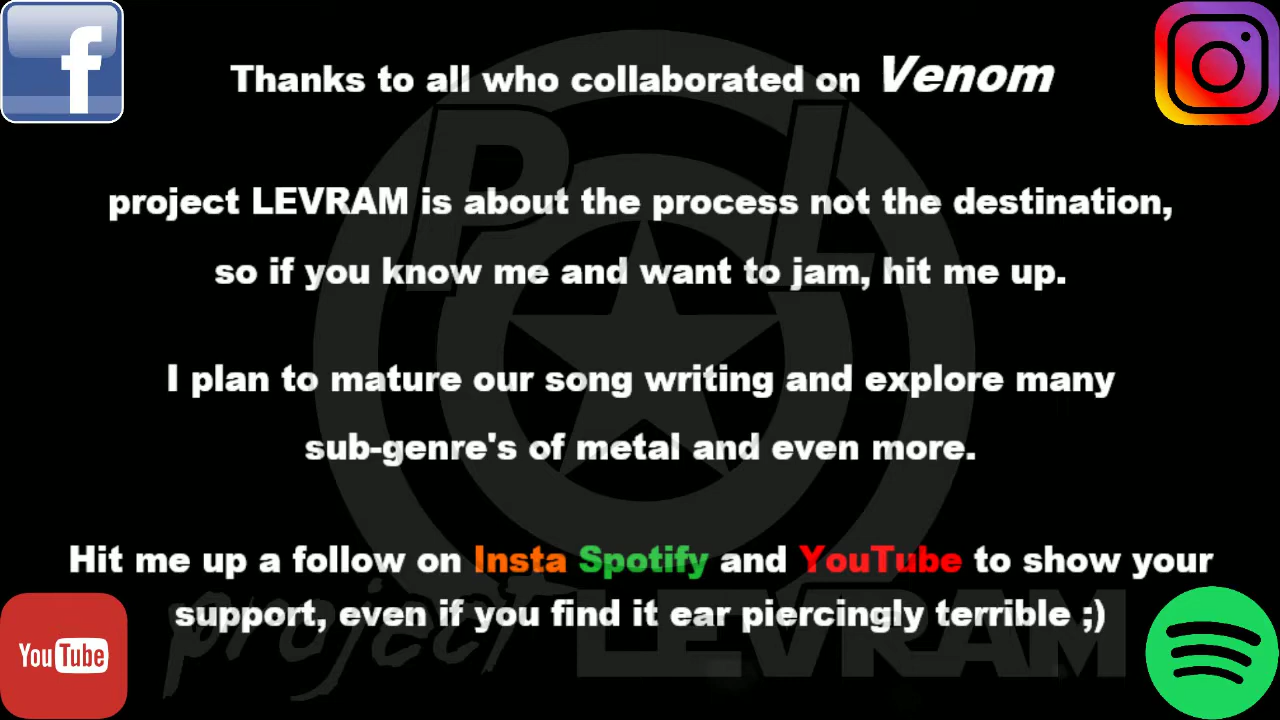 Thanks to all who collaborated on Venom
project LEVRAM is about the process not the destination,
so if you know me and want to jam, hit me up.
I plan to mature our song writing and explore many
sub-genre's of metal and even more.
Hit me up a follow on Insta Spotify and YouTube to show your
support, even if you find it ear piercingly terrible ;)
f
PL
project LEVRAM
YouTube